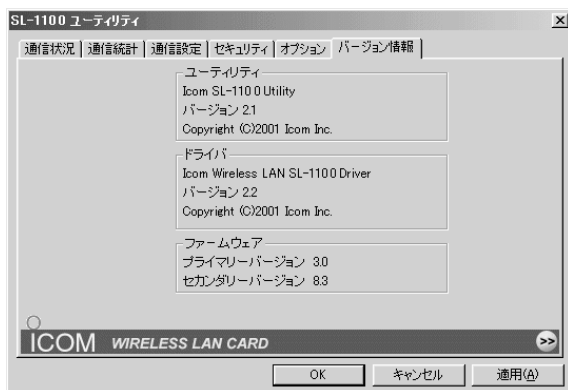 SL-1100 ユーティリティ
通信状況 通信統計 通信設定 セキュリティ オプション バージョン情報
ユーティリティ
Icom SL-1100 Utility
バージョン 2.1
Copyright (C)2001 Icom Inc.
ドライバ
Icom Wireless LAN SL-1100 Driver
バージョン 2.2
Copyright (C)2001 Icom Inc.
ファームウェア
プライマリーバージョン 3.0
セカンダリーバージョン 8.3
ICOM WIRELESS LAN CARD >>
OK キャンセル 適用(A)